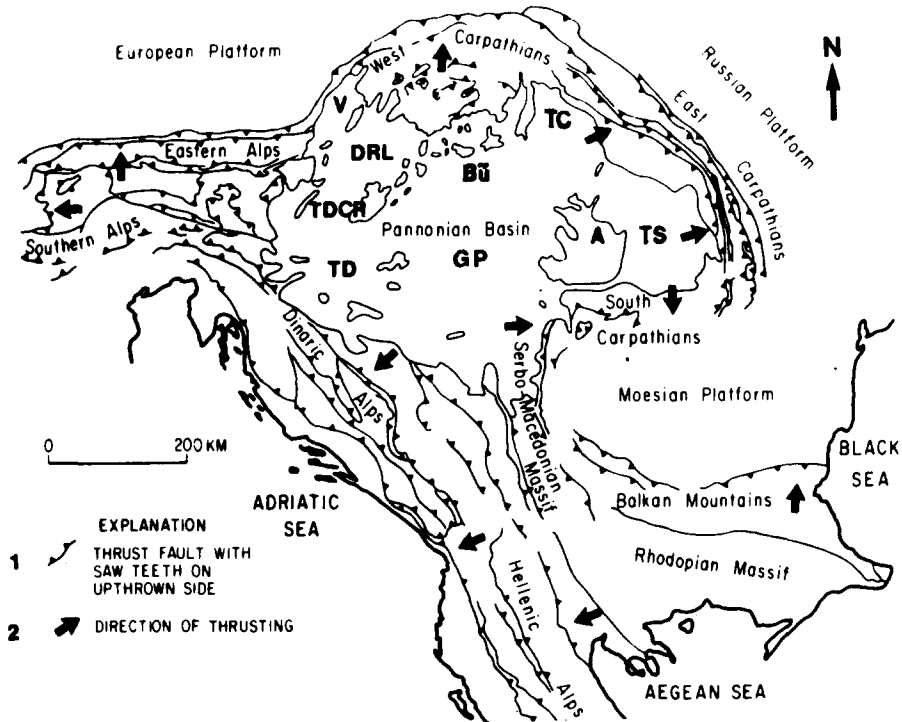 European Platform
West
Carpathians
N
Russian Platform
V
East
Carpathians
TC
Eastern Alps
DRL
Bü
TDCR
Southern Alps
Pannonian Basin
A
TS
TD
GP
South
Carpathians
Dinaric
Alps
Serbo-Macedonian
Massif
Moesian Platform
0
200 KM
BLACK
SEA
ADRIATIC
SEA
Balkan Mountains
Rhodopian Massif
Hellenic
Alps
AEGEAN SEA
EXPLANATION
1
THRUST FAULT WITH
SAW TEETH ON
UPTHROWN SIDE
2
DIRECTION OF THRUSTING